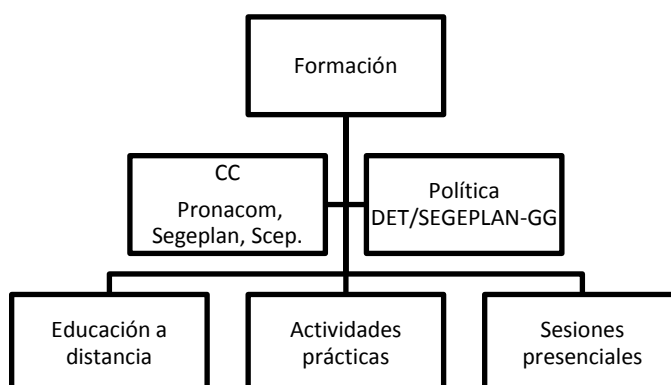 Formación
CC
Pronacom,
Segeplan, Scep.
Política
DET/SEGEPLAN-GG
Educación a
distancia
Actividades
prácticas
Sesiones
presenciales